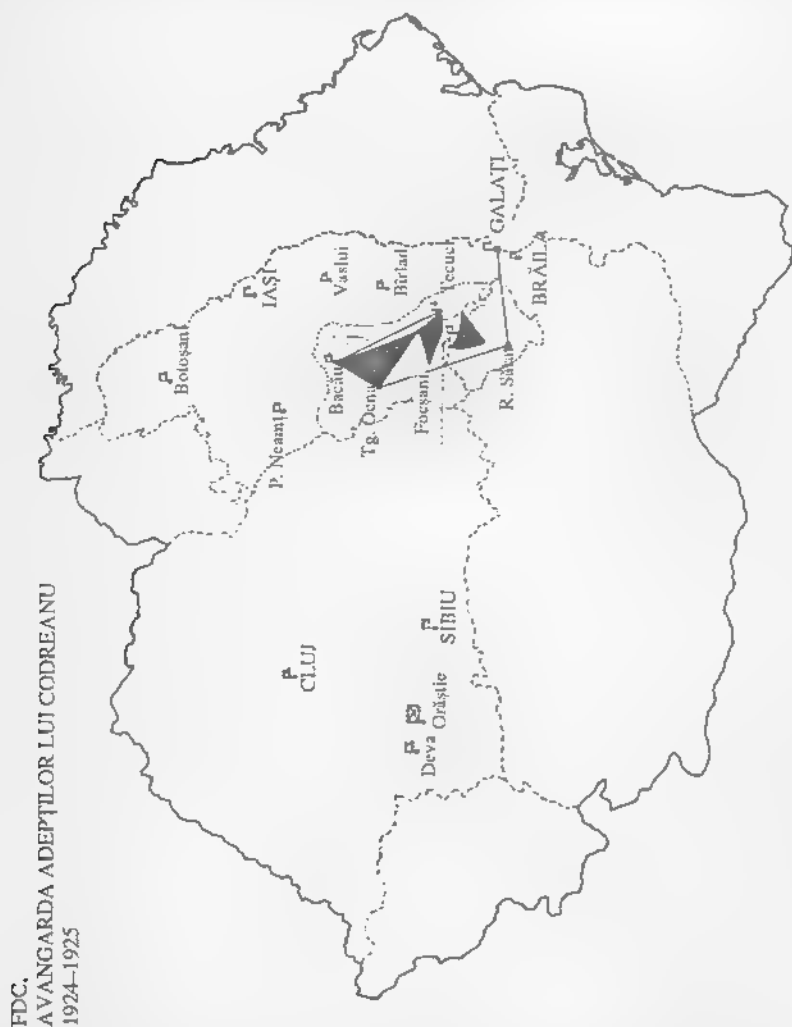 FDC.
AVANGARDA ADEPȚILOR LUI CODREANU
1924–1925
Botoșani
IAȘI
P. Neamț
Vaslui
Bacău
Bîrlad
Tg. Ocna
Tecuci
Focșani
GALAȚI
R. Sărat
BRĂILA
CLUJ
SIBIU
Orăștie
Deva